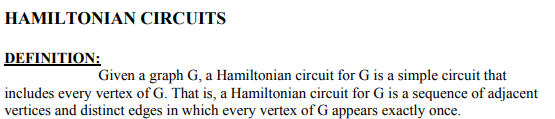 HAMILTONIAN CIRCUITS
DEFINITION:
Given a graph G, a Hamiltonian circuit for G is a simple circuit that
includes every vertex of G. That is, a Hamiltonian circuit for G is a sequence of adjacent
vertices and distinct edges in which every vertex of G appears exactly once.